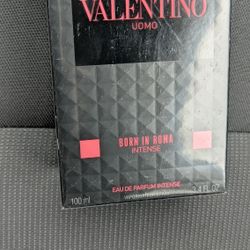 VALENTINO
UOMO
BORN IN ROMA
INTENSE
EAU DE PARFUM INTENSE
100 ml
3.4 FL. OZ